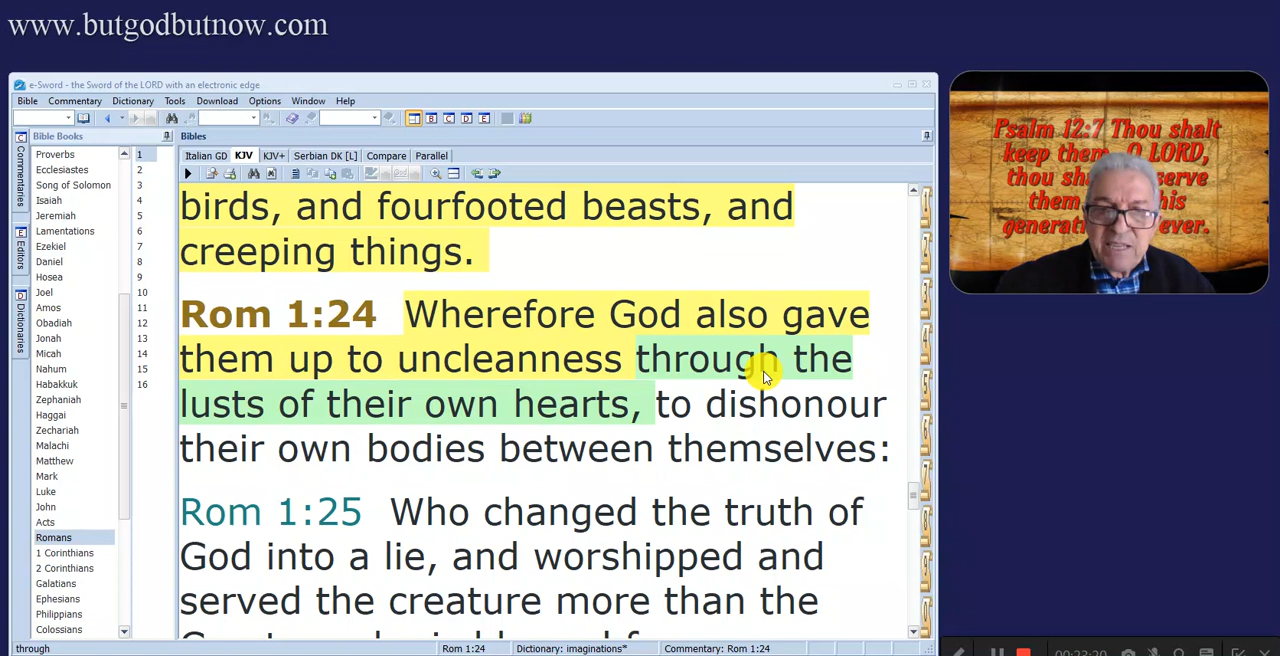 www.butgodbutnow.com
e-Sword - the Sword of the LORD with an electronic edge
Bible Commentary Dictionary Tools Download Options Window Help
Bible Books
Bibles
Italian GD KJV KJV+ Serbian DK [L] Compare Parallel
Commentaries
Editors
Dictionaries
Proverbs
Ecclesiastes
Song of Solomon
Isaiah
Jeremiah
Lamentations
Ezekiel
Daniel
Hosea
Joel
Amos
Obadiah
Jonah
Micah
Nahum
Habakkuk
Zephaniah
Haggai
Zechariah
Malachi
Matthew
Mark
Luke
John
Acts
Romans
1 Corinthians
2 Corinthians
Galatians
Ephesians
Philippians
Colossians
1
2
3
4
5
6
7
8
9
10
11
12
13
14
15
16
birds, and fourfooted beasts, and
creeping things.
Rom 1:24 Wherefore God also gave
them up to uncleanness through the
lusts of their own hearts, to dishonour
their own bodies between themselves:
Rom 1:25 Who changed the truth of
God into a lie, and worshipped and
served the creature more than the
through
Rom 1:24
Dictionary: imaginations*
Commentary: Rom 1:24
Psalm 12:7 Thou shalt
keep them, O LORD,
thou
them
his
ever.
00:23:20